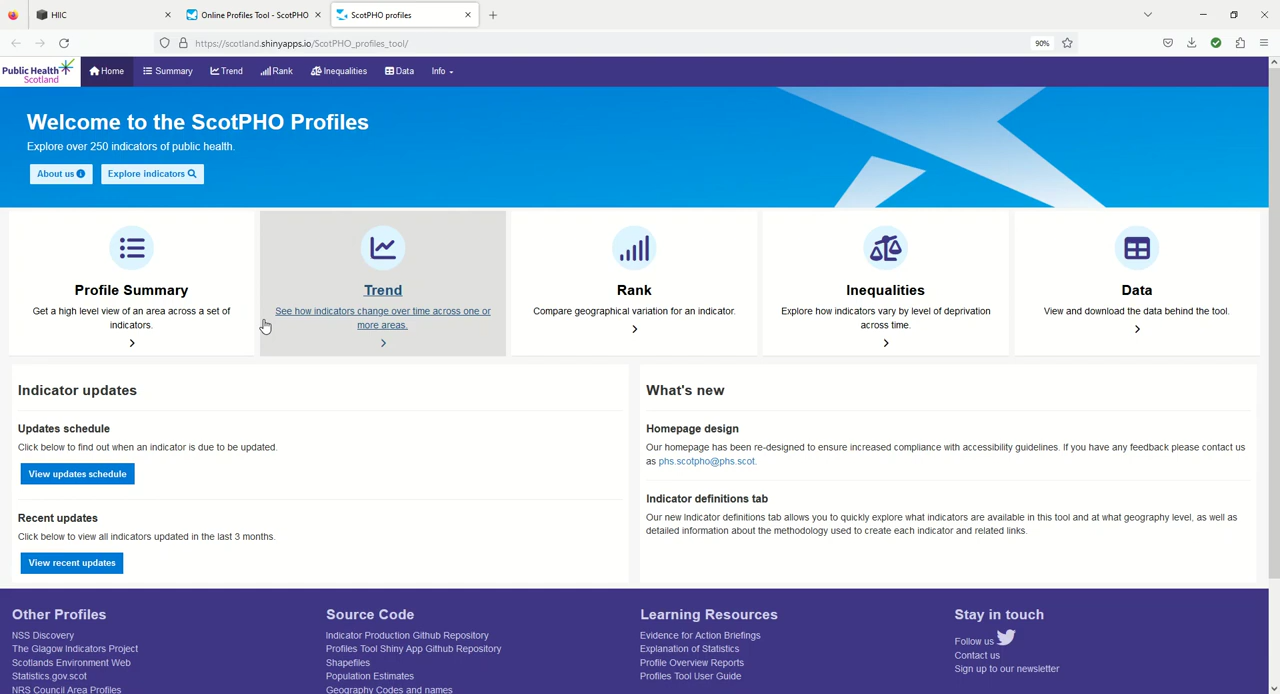 HIIC
Online Profiles Tool - ScotPHO
ScotPHO profiles
https://scotland.shinyapps.io/ScotPHO_profiles_tool/
90%
Public Health
Scotland
Home
Summary
Trend
Rank
Inequalities
Data
Info
Welcome to the ScotPHO Profiles
Explore over 250 indicators of public health.
About us
Explore indicators
Profile Summary
Get a high level view of an area across a set of
indicators.
Trend
See how indicators change over time across one or
more areas.
Rank
Compare geographical variation for an indicator.
Inequalities
Explore how indicators vary by level of deprivation
across time.
Data
View and download the data behind the tool.
Indicator updates
Updates schedule
Click below to find out when an indicator is due to be updated.
View updates schedule
Recent updates
Click below to view all indicators updated in the last 3 months.
View recent updates
What's new
Homepage design
Our homepage has been re-designed to ensure increased compliance with accessibility guidelines. If you have any feedback please contact us
as phs.scotpho@phs.scot.
Indicator definitions tab
Our new Indicator definitions tab allows you to quickly explore what indicators are available in this tool and at what geography level, as well as
detailed information about the methodology used to create each indicator and related links.
Other Profiles
NSS Discovery
The Glagow Indicators Project
Scotlands Environment Web
Statistics.gov.scot
NRS Council Area Profiles
Source Code
Indicator Production Github Repository
Profiles Tool Shiny App Github Repository
Shapefiles
Population Estimates
Geography Codes and names
Learning Resources
Evidence for Action Briefings
Explanation of Statistics
Profile Overview Reports
Profiles Tool User Guide
Stay in touch
Follow us
Contact us
Sign up to our newsletter